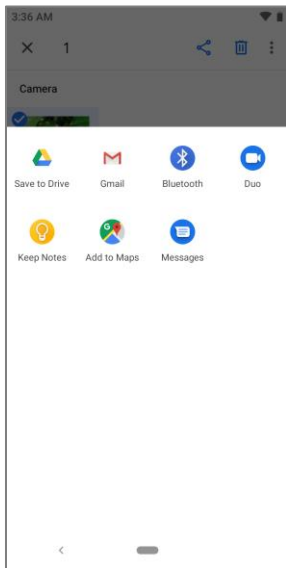 3:36 AM
1
Camera
Save to Drive Gmail Bluetooth Duo
Keep Notes Add to Maps Messages